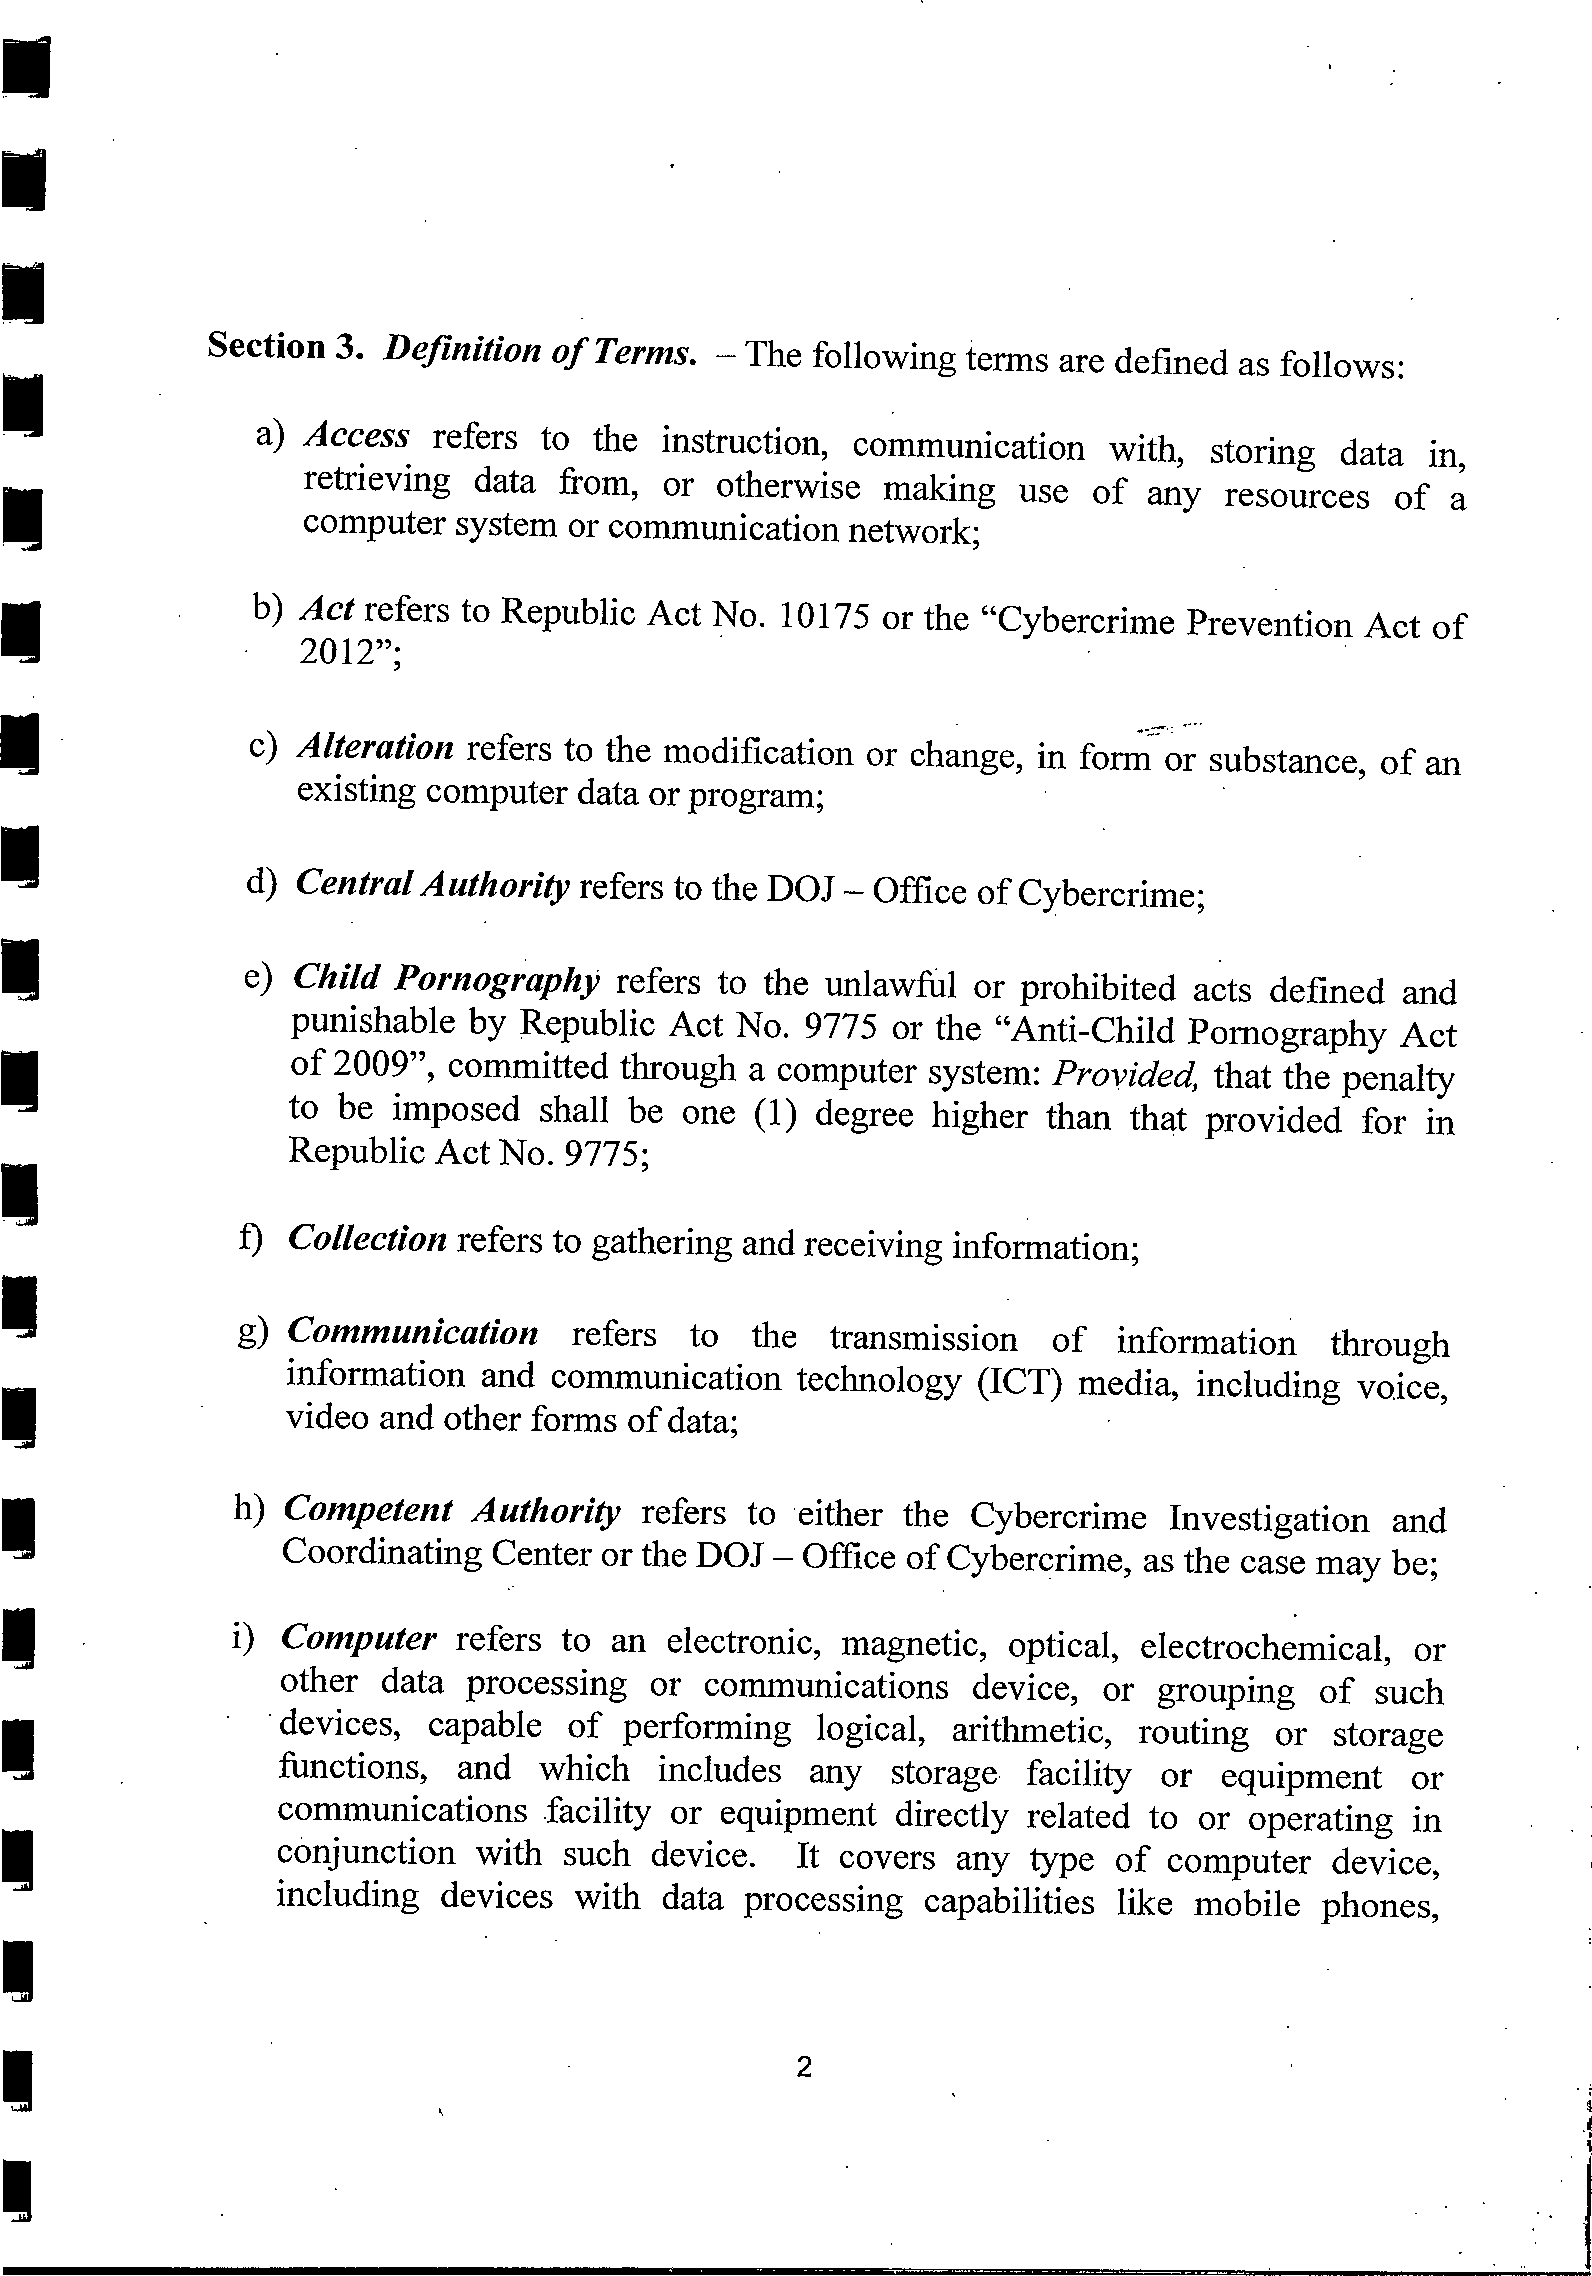 Section 3. Definition of Terms. – The following terms are defined as follows:
a) Access refers to the instruction, communication with, storing data in,
retrieving data from, or otherwise making use of any resources of a
computer system or communication network;
b) Act refers to Republic Act No. 10175 or the “Cybercrime Prevention Act of
2012”;
c) Alteration refers to the modification or change, in form or substance, of an
existing computer data or program;
d) Central Authority refers to the DOJ – Office of Cybercrime;
e) Child Pornography refers to the unlawful or prohibited acts defined and
punishable by Republic Act No. 9775 or the “Anti-Child Pornography Act
of 2009”, committed through a computer system: Provided, that the penalty
to be imposed shall be one (1) degree higher than that provided for in
Republic Act No. 9775;
f) Collection refers to gathering and receiving information;
g) Communication refers to the transmission of information through
information and communication technology (ICT) media, including voice,
video and other forms of data;
h) Competent Authority refers to either the Cybercrime Investigation and
Coordinating Center or the DOJ – Office of Cybercrime, as the case may be;
i) Computer refers to an electronic, magnetic, optical, electrochemical, or
other data processing or communications device, or grouping of such
devices, capable of performing logical, arithmetic, routing or storage
functions, and which includes any storage facility or equipment or
communications facility or equipment directly related to or operating in
conjunction with such device. It covers any type of computer device,
including devices with data processing capabilities like mobile phones,
2